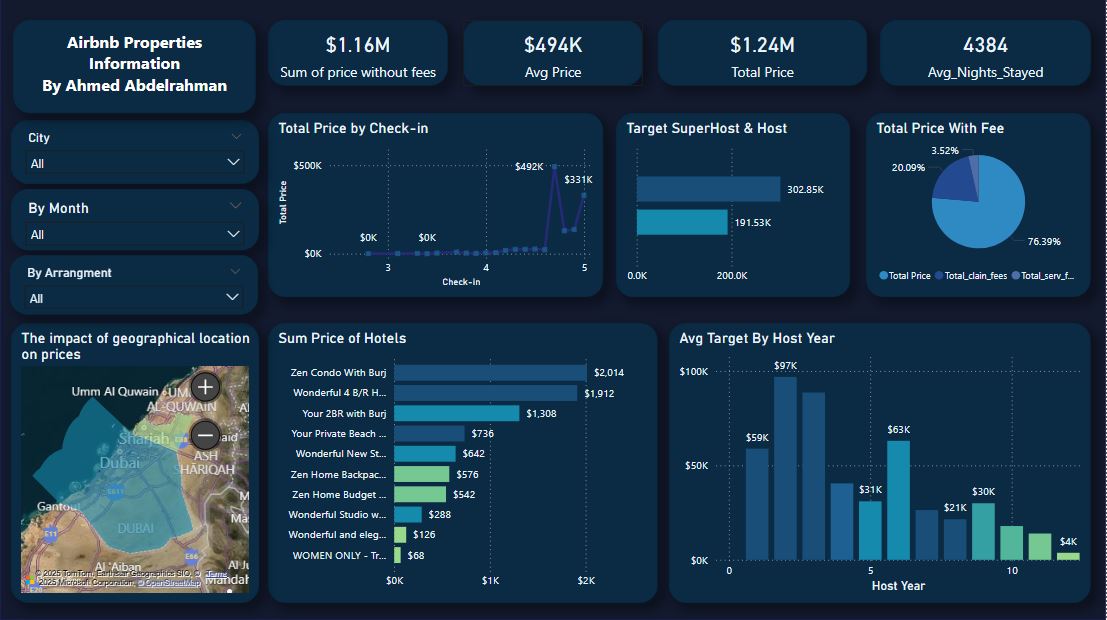 Airbnb Properties
Information
By Ahmed Abdelrahman
$1.16M
Sum of price without fees
$494K
Avg Price
$1.24M
Total Price
4384
Avg_Nights_Stayed
City
All
By Month
All
By Arrangment
All
Total Price by Check-in
Total Price
$500K
$0K
$0K
$0K
$492K
$331K
3
4
5
Check-In
Target SuperHost & Host
302.85K
191.53K
0.0K
200.0K
Total Price With Fee
3.52%
20.09%
76.39%
Total Price
Total_clain_fees
Total_serv_f...
The impact of geographical location
on prices
Umm Al Quwain
UM...
AL-QUWAIN
Sharjah
Dubai
ASH
SHĀRIQAH
E611
Gantoot
E11
DUBAI
E66
Al 'Aiban
© 2025 TomTom, Earthstar Geographics SIO, ©
2025 Microsoft Corporation, © OpenStreetMap
Terms
Sum Price of Hotels
Zen Condo With Burj
$2,014
Wonderful 4 B/R H...
$1,912
Your 2BR with Burj
$1,308
Your Private Beach ...
$736
Wonderful New St...
$642
Zen Home Backpac...
$576
Zen Home Budget ...
$542
Wonderful Studio w...
$288
Wonderful and eleg...
$126
WOMEN ONLY - Tr...
$68
$0K
$1K
$2K
Avg Target By Host Year
$100K
$50K
$0K
$59K
$97K
$31K
$63K
$21K
$30K
$4K
0
5
10
Host Year